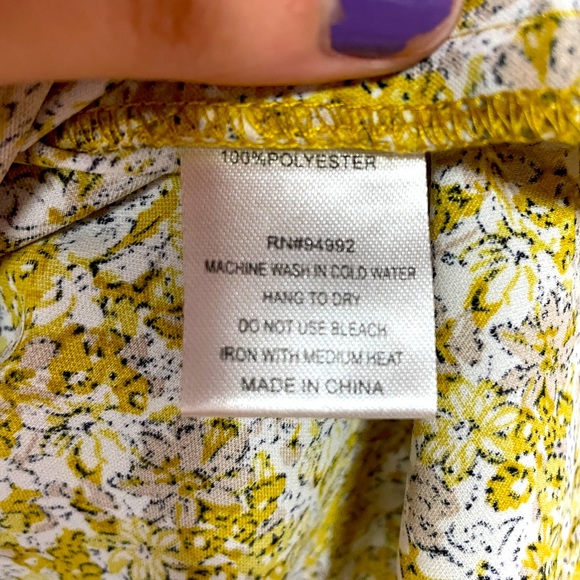 100%POLYESTER
RN#94992
MACHINE WASH IN COLD WATER
HANG TO DRY
DO NOT USE BLEACH
IRON WITH MEDIUM HEAT
MADE IN CHINA